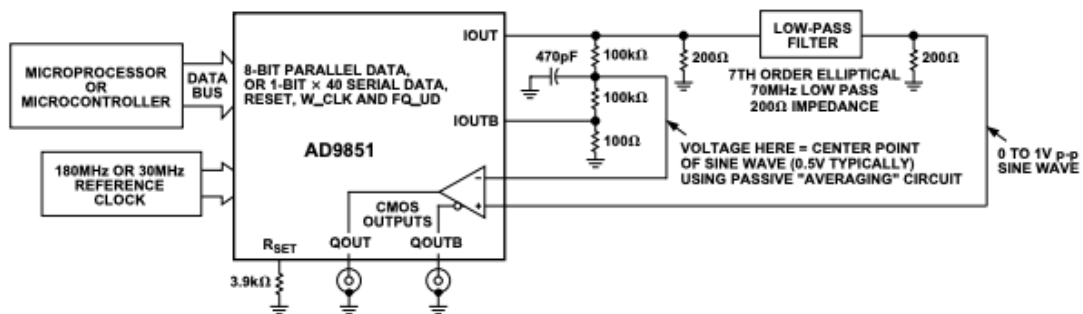 MICROPROCESSOR
OR
MICROCONTROLLER
DATA
BUS
8-BIT PARALLEL DATA,
OR 1-BIT × 40 SERIAL DATA,
RESET, W_CLK AND FQ_UD
AD9851
180MHz OR 30MHz
REFERENCE
CLOCK
IOUT
IOUTB
CMOS
OUTPUTS
QOUT
QOUTB
RSET
3.9kΩ
470pF
100kΩ
100kΩ
100Ω
200Ω
LOW-PASS
FILTER
200Ω
7TH ORDER ELLIPTICAL
70MHz LOW PASS
200Ω IMPEDANCE
VOLTAGE HERE = CENTER POINT
OF SINE WAVE (0.5V TYPICALLY)
USING PASSIVE "AVERAGING" CIRCUIT
0 TO 1V p-p
SINE WAVE
–
+